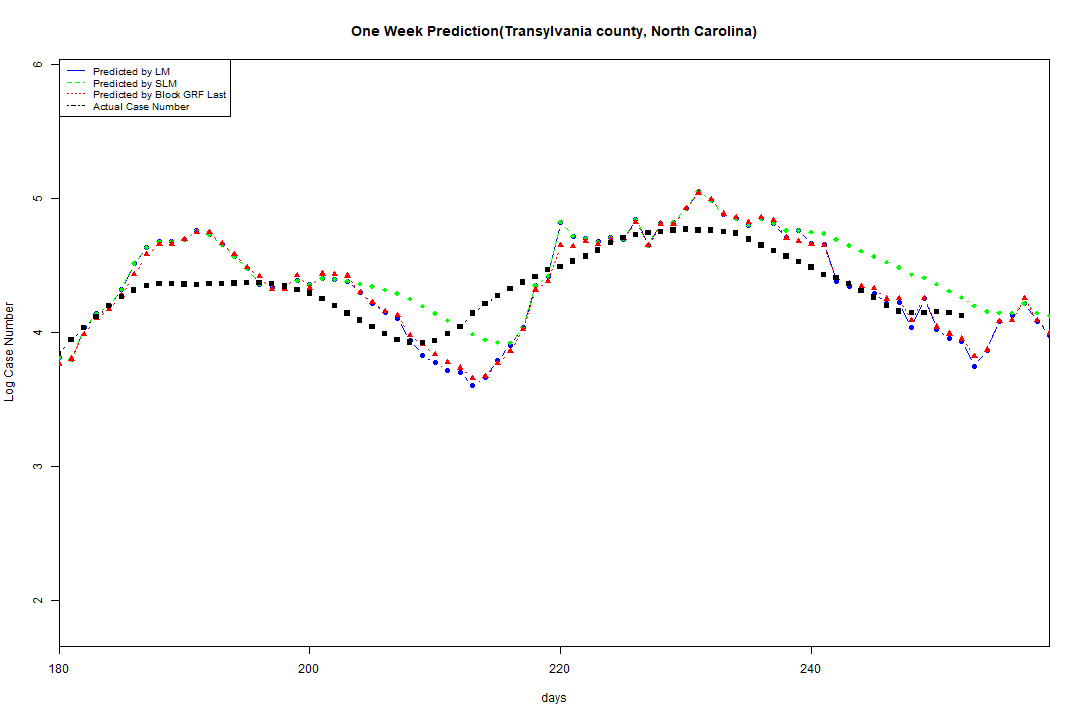 One Week Prediction(Transylvania county, North Carolina)
Predicted by LM
Predicted by SLM
Predicted by Block GRF Last
Actual Case Number
6
5
4
3
2
Log Case Number
180 200 220 240
days